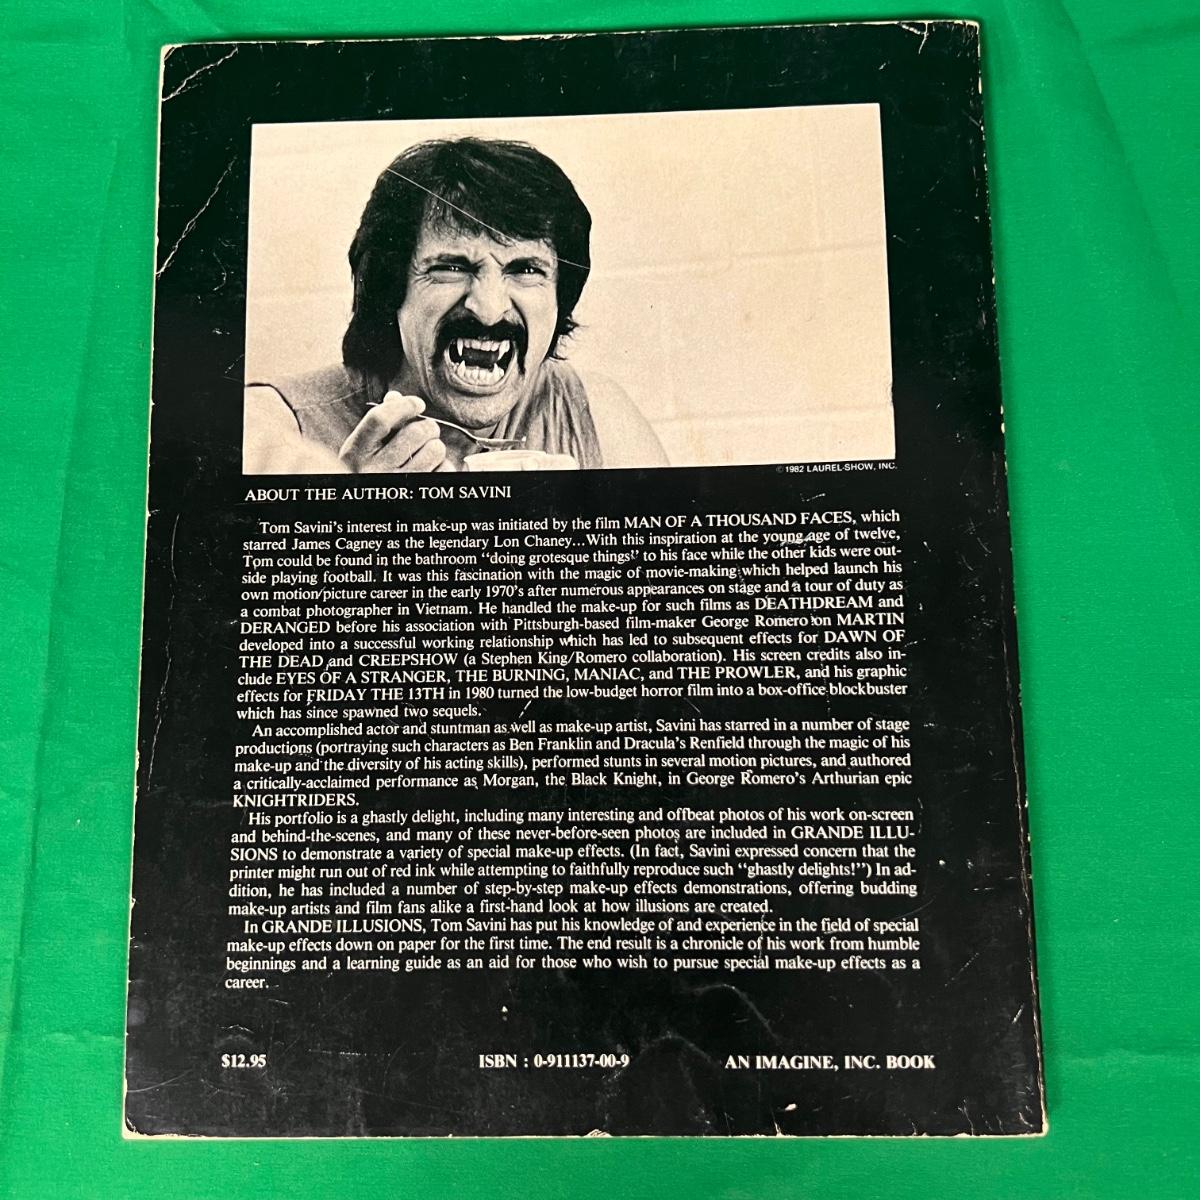 © 1982 LAUREL-SHOW, INC.
ABOUT THE AUTHOR: TOM SAVINI
Tom Savini's interest in make-up was initiated by the film MAN OF A THOUSAND FACES, which
starred James Cagney as the legendary Lon Chaney...With this inspiration at the young age of twelve,
Tom could be found in the bathroom "doing grotesque things" to his face while the other kids were out-
side playing football. It was this fascination with the magic of movie-making which helped launch his
own motion picture career in the early 1970's after numerous appearances on stage and a tour of duty as
a combat photographer in Vietnam. He handled the make-up for such films as DEATHDREAM and
DERANGED before his association with Pittsburgh-based film-maker George Romero on MARTIN
developed into a successful working relationship which has led to subsequent effects for DAWN OF
THE DEAD and CREEPSHOW (a Stephen King/Romero collaboration). His screen credits also in-
clude EYES OF A STRANGER, THE BURNING, MANIAC, and THE PROWLER, and his graphic
effects for FRIDAY THE 13TH in 1980 turned the low-budget horror film into a box-office blockbuster
which has since spawned two sequels.
An accomplished actor and stuntman as well as make-up artist, Savini has starred in a number of stage
productions (portraying such characters as Ben Franklin and Dracula's Renfield through the magic of his
make-up and the diversity of his acting skills), performed stunts in several motion pictures, and authored
a critically-acclaimed performance as Morgan, the Black Knight, in George Romero's Arthurian epic
KNIGHTRIDERS.
His portfolio is a ghastly delight, including many interesting and offbeat photos of his work on-screen
and behind-the-scenes, and many of these never-before-seen photos are included in GRANDE ILLU-
SIONS to demonstrate a variety of special make-up effects. (In fact, Savini expressed concern that the
printer might run out of red ink while attempting to faithfully reproduce such "ghastly delights!") In ad-
dition, he has included a number of step-by-step make-up effects demonstrations, offering budding
make-up artists and film fans alike a first-hand look at how illusions are created.
In GRANDE ILLUSIONS, Tom Savini has put his knowledge of and experience in the field of special
make-up effects down on paper for the first time. The end result is a chronicle of his work from humble
beginnings and a learning guide as an aid for those who wish to pursue special make-up effects as a
career.
$12.95 ISBN : 0-911137-00-9 AN IMAGINE, INC. BOOK